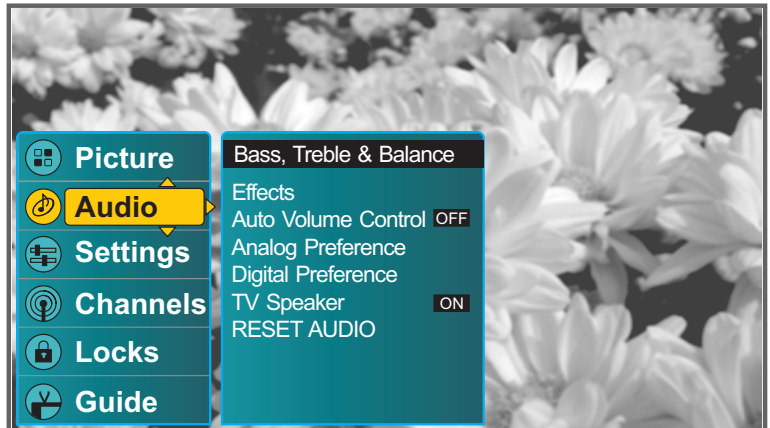 Picture
Audio
Settings
Channels
Locks
Guide
Bass, Treble & Balance
Effects
Auto Volume Control OFF
Analog Preference
Digital Preference
TV Speaker ON
RESET AUDIO